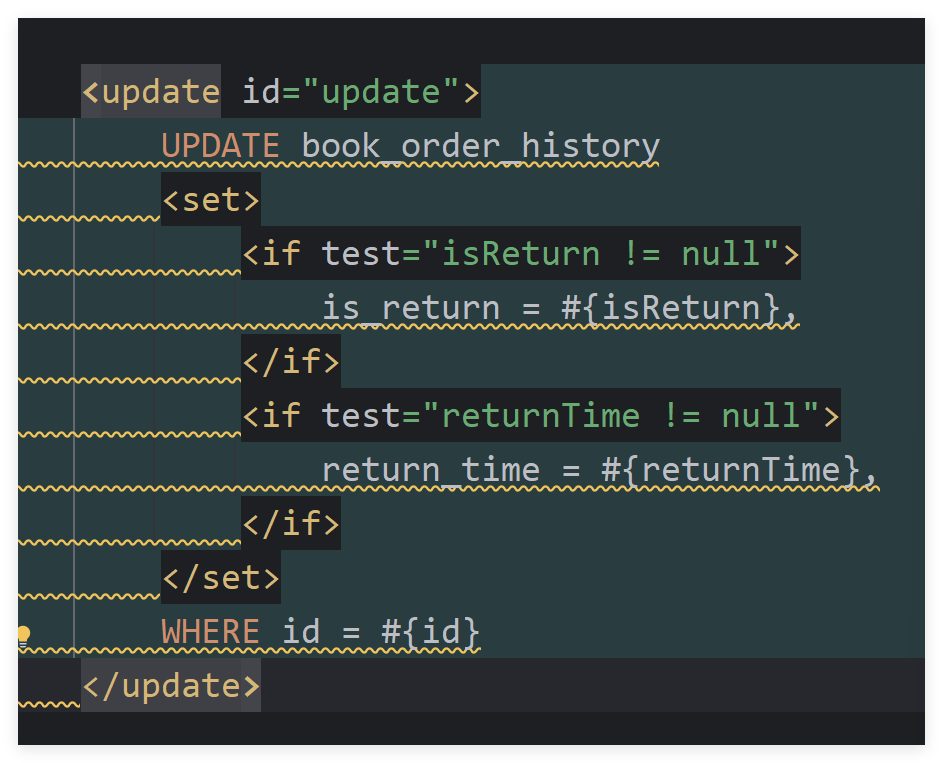 <update id="update">
UPDATE book_order_history
<set>
<if test="isReturn != null">
is_return = #{isReturn},
</if>
<if test="returnTime != null">
return_time = #{returnTime},
</if>
</set>
WHERE id = #{id}
</update>